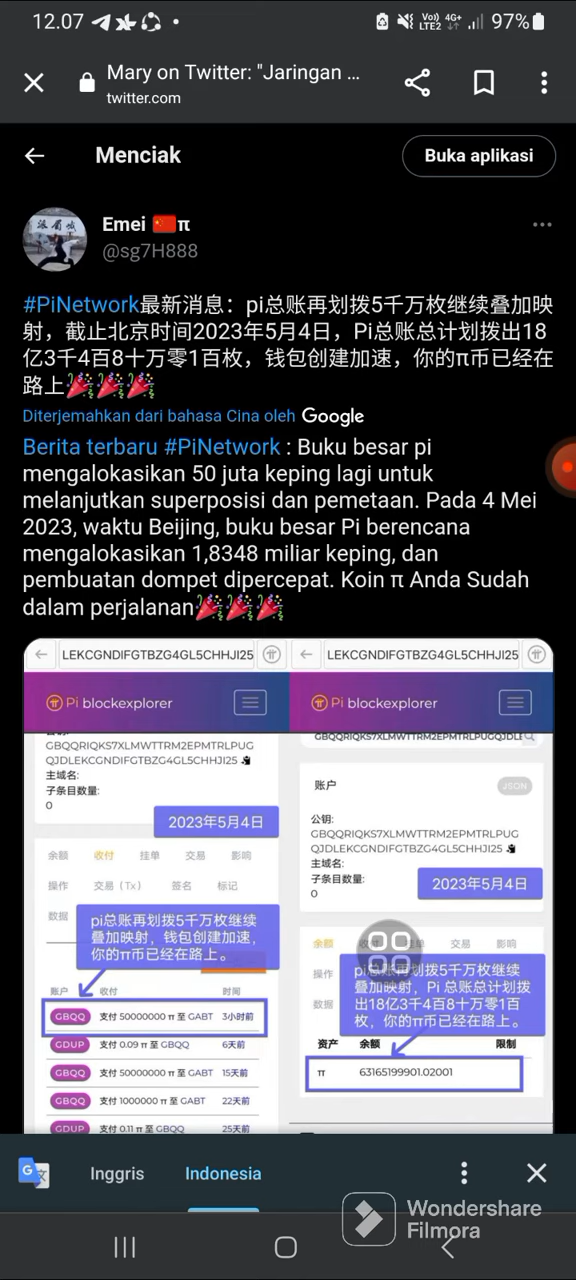 12.07
Vo)) 4G+
LTE2
97%
Mary on Twitter: "Jaringan ...
twitter.com
Menciak
Buka aplikasi
Emei 🇨🇳π
@sg7H888
#PiNetwork最新消息：pi总账再划拨5千万枚继续叠加映
射，截止北京时间2023年5月4日，Pi总账总计划拨出18
亿3千4百8十万零1百枚，钱包创建加速，你的π币已经在
路上🎉🎉🎉
Diterjemahkan dari bahasa Cina oleh Google
Berita terbaru #PiNetwork : Buku besar pi
mengalokasikan 50 juta keping lagi untuk
melanjutkan superposisi dan pemetaan. Pada 4 Mei
2023, waktu Beijing, buku besar Pi berencana
mengalokasikan 1,8348 miliar keping, dan
pembuatan dompet dipercepat. Koin π Anda Sudah
dalam perjalanan🎉🎉🎉
LEKCGNDIFGTBZG4GL5CHHJI25
Pi blockexplorer
GBQQRIQKS7XLMWTTRM2EPMTRLPUG
QJDLEKCGNDIFGTBZG4GL5CHHJI25
主域名:
子条目数量:
0
2023年5月4日
余额 收付 挂单 交易 影响
操作 交易（Tx） 签名 标记
数据
pi总账再划拨5千万枚继续
叠加映射，钱包创建加速，
你的π币已经在路上。
账户 收付 时间
GBQQ 支付 50000000 π 至 GABT 3小时前
GDUP 支付 0.09 π 至 GBQQ 6天前
GBQQ 支付 50000000 π 至 GABT 15天前
GBQQ 支付 1000000 π 至 GABT 22天前
GDUP 支付 0.11 π 至 GBQQ 25天前
LEKCGNDIFGTBZG4GL5CHHJI25
Pi blockexplorer
账户
JSON
公钥:
GBQQRIQKS7XLMWTTRM2EPMTRLPUG
QJDLEKCGNDIFGTBZG4GL5CHHJI25
主域名:
子条目数量:
0
2023年5月4日
余额 挂单 交易 影响
操作
数据
pi总账再划拨5千万枚继续
叠加映射，Pi 总账总计划拨
出18亿3千4百8十万零1百
枚，你的π币已经在路上。
资产 余额 限制
π 63165199901.02001
Inggris
Indonesia
Wondershare
Filmora